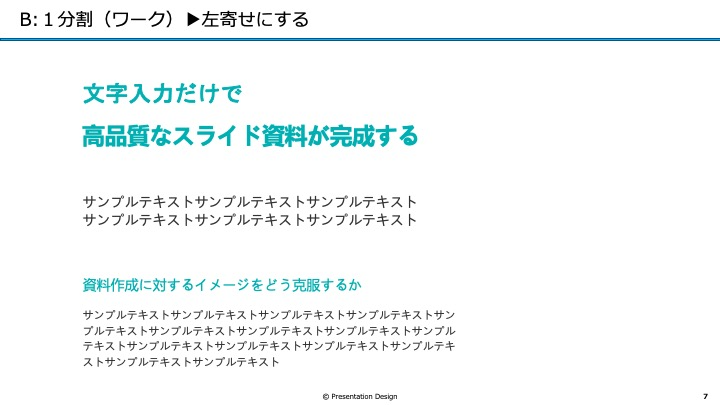 B:１分割（ワーク）▶左寄せにする
文字入力だけで
高品質なスライド資料が完成する
サンプルテキストサンプルテキストサンプルテキスト
サンプルテキストサンプルテキストサンプルテキスト
資料作成に対するイメージをどう克服するか
サンプルテキストサンプルテキストサンプルテキストサンプルテキストサン
プルテキストサンプルテキストサンプルテキストサンプルテキストサンプル
テキストサンプルテキストサンプルテキストサンプルテキストサンプルテキ
ストサンプルテキストサンプルテキスト
© Presentation Design
7